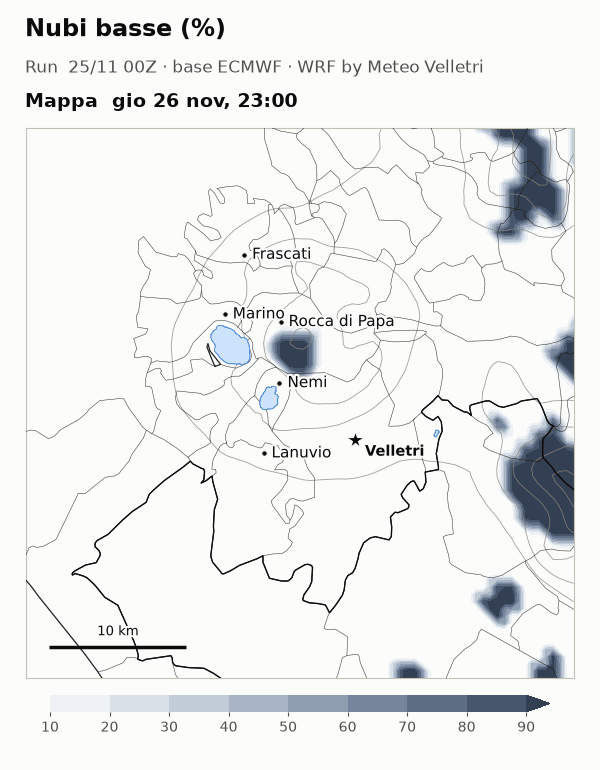 Nubi basse (%)
Run  25/11 00Z · base ECMWF · WRF by Meteo Velletri
Mappa  gio 26 nov, 23:00
Frascati
Marino
Rocca di Papa
Nemi
Velletri
Lanuvio
10 km
10 20 30 40 50 60 70 80 90